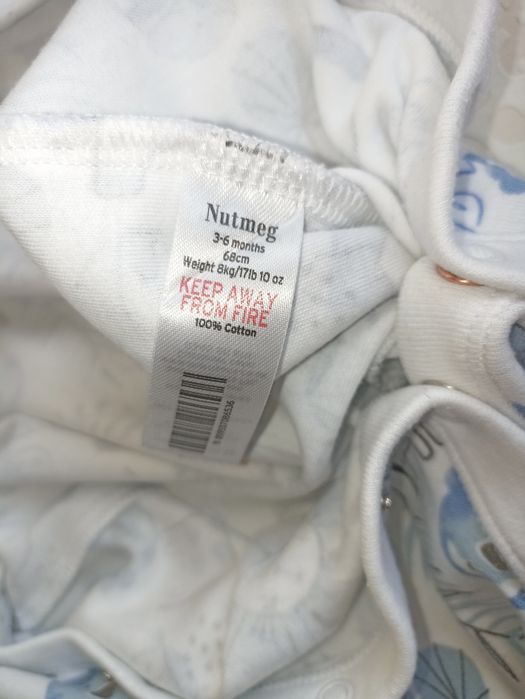 Nutmeg
3-6 months
68cm
Weight 8kg/17lb 10 oz
KEEP AWAY
FROM FIRE
100% Cotton